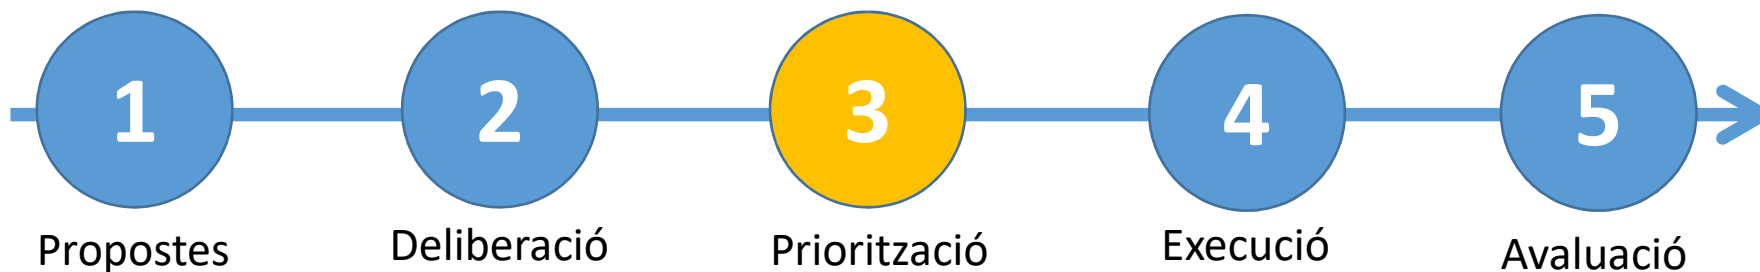 1
2
3
4
5
Propostes
Deliberació
Priorització
Execució
Avaluació